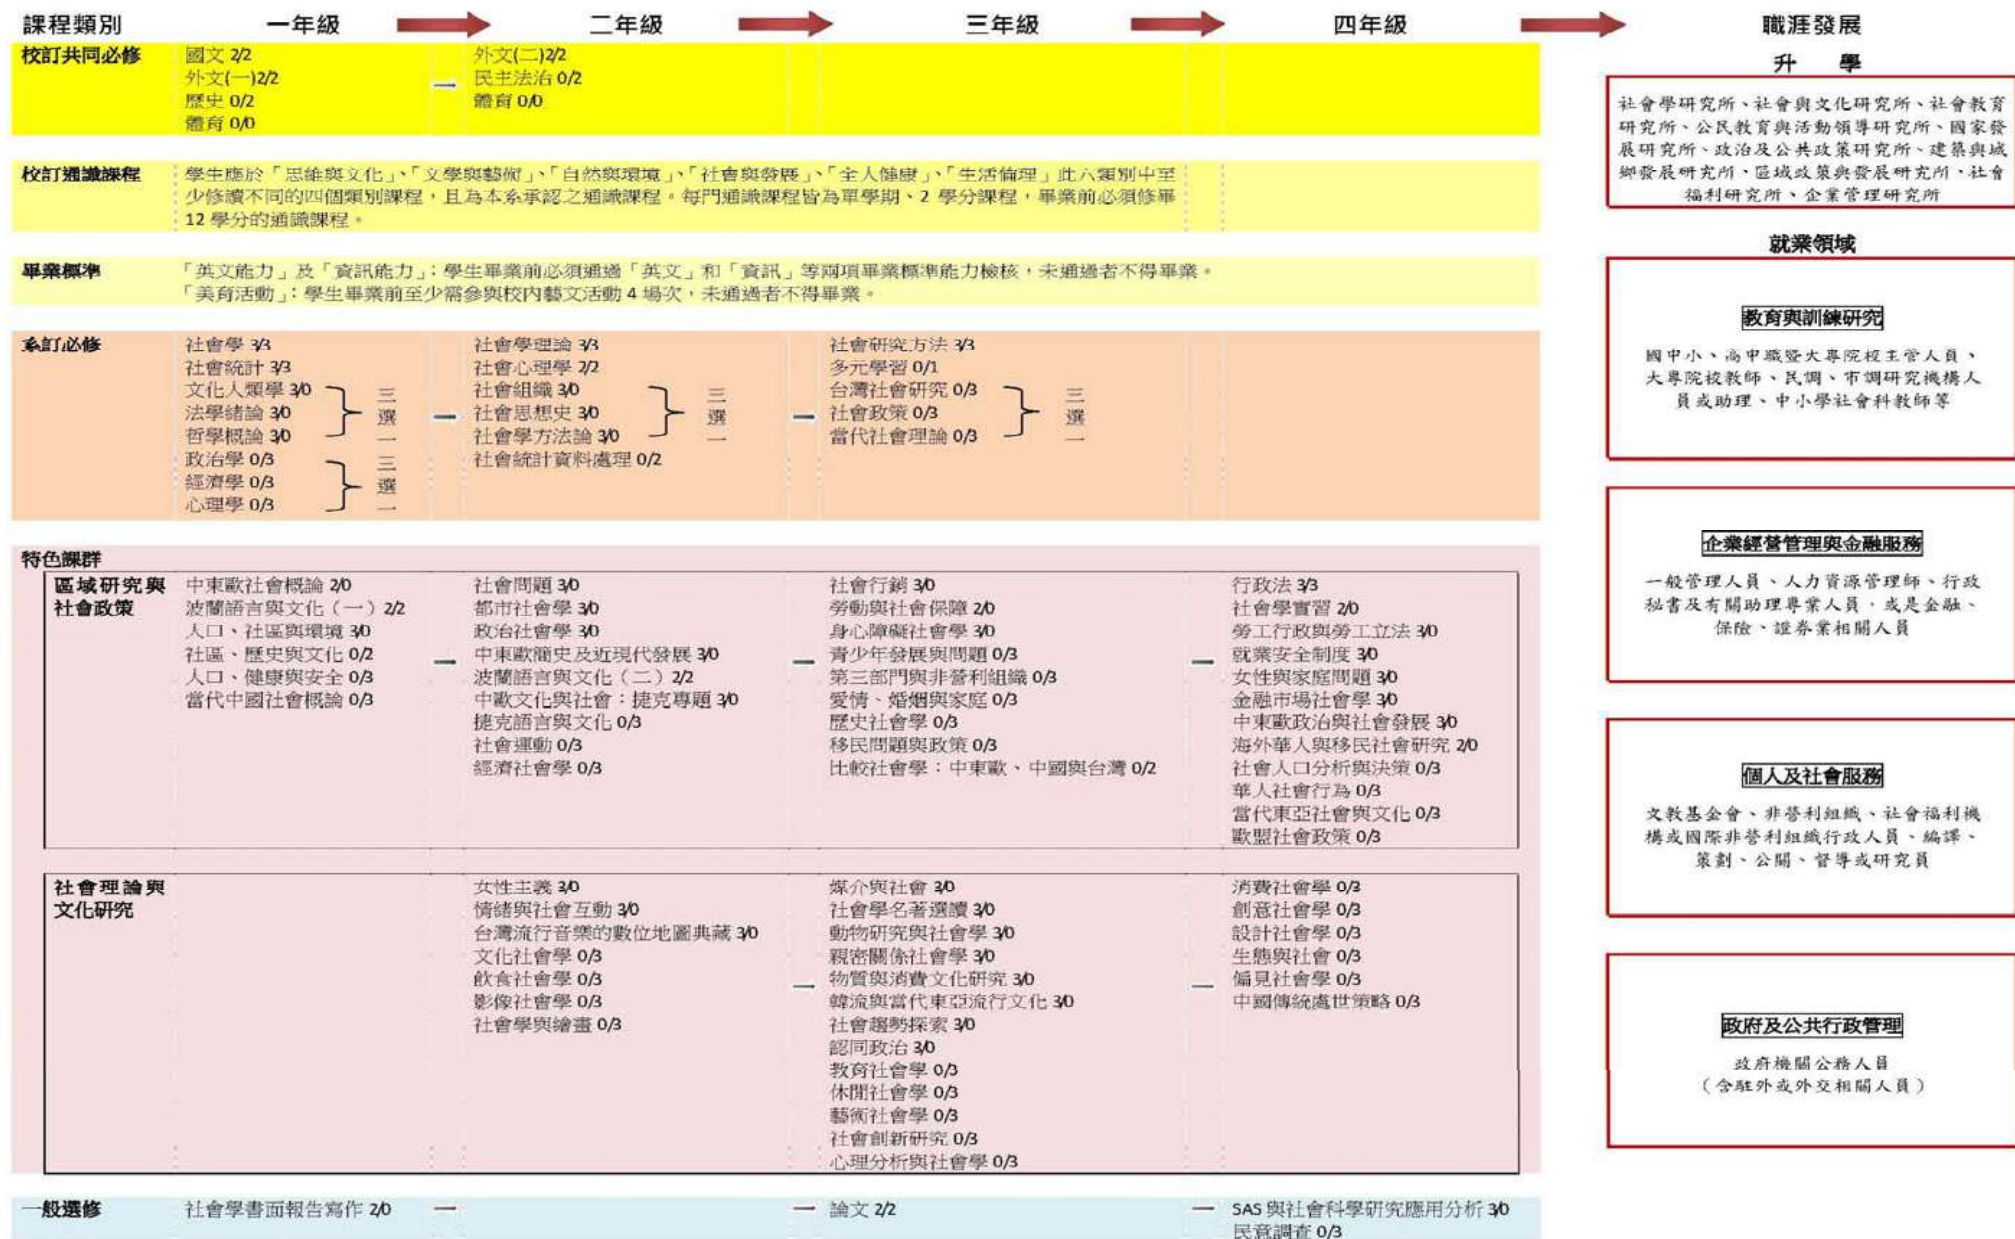 課程類別
一年級
二年級
三年級
四年級
職涯發展
校訂共同必修
國文 2/2
外文(一)2/2
歷史 0/2
體育 0/0
外文(二)2/2
民主法治 0/2
體育 0/0
校訂通識課程
學生應於「思維與文化」、「文學與藝術」、「自然與環境」、「社會與發展」、「全人健康」、「生活倫理」此六類別中至
少修讀不同的四個類別課程，且為本系承認之通識課程。每門通識課程皆為單學期、2 學分課程，畢業前必須修畢
12 學分的通識課程。
畢業標準
「英文能力」及「資訊能力」：學生畢業前必須通過「英文」和「資訊」等兩項畢業標準能力檢核，未通過者不得畢業。
「美育活動」：學生畢業前至少需參與校內藝文活動 4 場次，未通過者不得畢業。
系訂必修
社會學 3/3
社會統計 3/3
文化人類學 3/0
法學緒論 3/0
哲學概論 3/0
三選一
政治學 0/3
經濟學 0/3
心理學 0/3
三選一
社會學理論 3/3
社會心理學 2/2
社會組織 3/0
社會思想史 3/0
社會學方法論 3/0
三選一
社會統計資料處理 0/2
社會研究方法 3/3
多元學習 0/1
台灣社會研究 0/3
社會政策 0/3
當代社會理論 0/3
三選一
特色課群
區域研究與
社會政策
中東歐社會概論 2/0
波蘭語言與文化（一）2/2
人口、社區與環境 3/0
社區、歷史與文化 0/2
人口、健康與安全 0/3
當代中國社會概論 0/3
社會問題 3/0
都市社會學 3/0
政治社會學 3/0
中東歐簡史及近現代發展 3/0
波蘭語言與文化（二）2/2
中歐文化與社會：捷克專題 3/0
捷克語言與文化 0/3
社會運動 0/3
經濟社會學 0/3
社會行銷 3/0
勞動與社會保障 2/0
身心障礙社會學 3/0
青少年發展與問題 0/3
第三部門與非營利組織 0/3
愛情、婚姻與家庭 0/3
歷史社會學 0/3
移民問題與政策 0/3
比較社會學：中東歐、中國與台灣 0/2
行政法 3/3
社會學實習 2/0
勞工行政與勞工立法 3/0
就業安全制度 3/0
女性與家庭問題 3/0
金融市場社會學 3/0
中東歐政治與社會發展 3/0
海外華人與移民社會研究 2/0
社會人口分析與決策 0/3
華人社會行為 0/3
當代東亞社會與文化 0/3
歐盟社會政策 0/3
社會理論與
文化研究
女性主義 3/0
情緒與社會互動 3/0
台灣流行音樂的數位地圖典藏 3/0
文化社會學 0/3
飲食社會學 0/3
影像社會學 0/3
社會學與繪畫 0/3
媒介與社會 3/0
社會學名著選讀 3/0
動物研究與社會學 3/0
親密關係社會學 3/0
物質與消費文化研究 3/0
韓流與當代東亞流行文化 3/0
社會趨勢探索 3/0
認同政治 3/0
教育社會學 0/3
休閒社會學 0/3
藝術社會學 0/3
社會創新研究 0/3
心理分析與社會學 0/3
消費社會學 0/3
創意社會學 0/3
設計社會學 0/3
生態與社會 0/3
偏見社會學 0/3
中國傳統處世策略 0/3
一般選修
社會學書面報告寫作 2/0
論文 2/2
SAS 與社會科學研究應用分析 3/0
民意調查 0/3
升 學
社會學研究所、社會與文化研究所、社會教育
研究所、公民教育與活動領導研究所、國家發
展研究所、政治及公共政策研究所、建築與城
鄉發展研究所、區域政策與發展研究所、社會
福利研究所、企業管理研究所
就業領域
教育與訓練研究
國中小、高中職暨大專院校主管人員、
大專院校教師、民調、市調研究機構人
員或助理、中小學社會科教師等
企業經營管理與金融服務
一般管理人員、人力資源管理師、行政
秘書及有關助理專業人員，或是金融、
保險、證券業相關人員
個人及社會服務
文教基金會、非營利組織、社會福利機
構或國際非營利組織行政人員、編譯、
策劃、公關、督導或研究員
政府及公共行政管理
政府機關公務人員
（含駐外或外交相關人員）